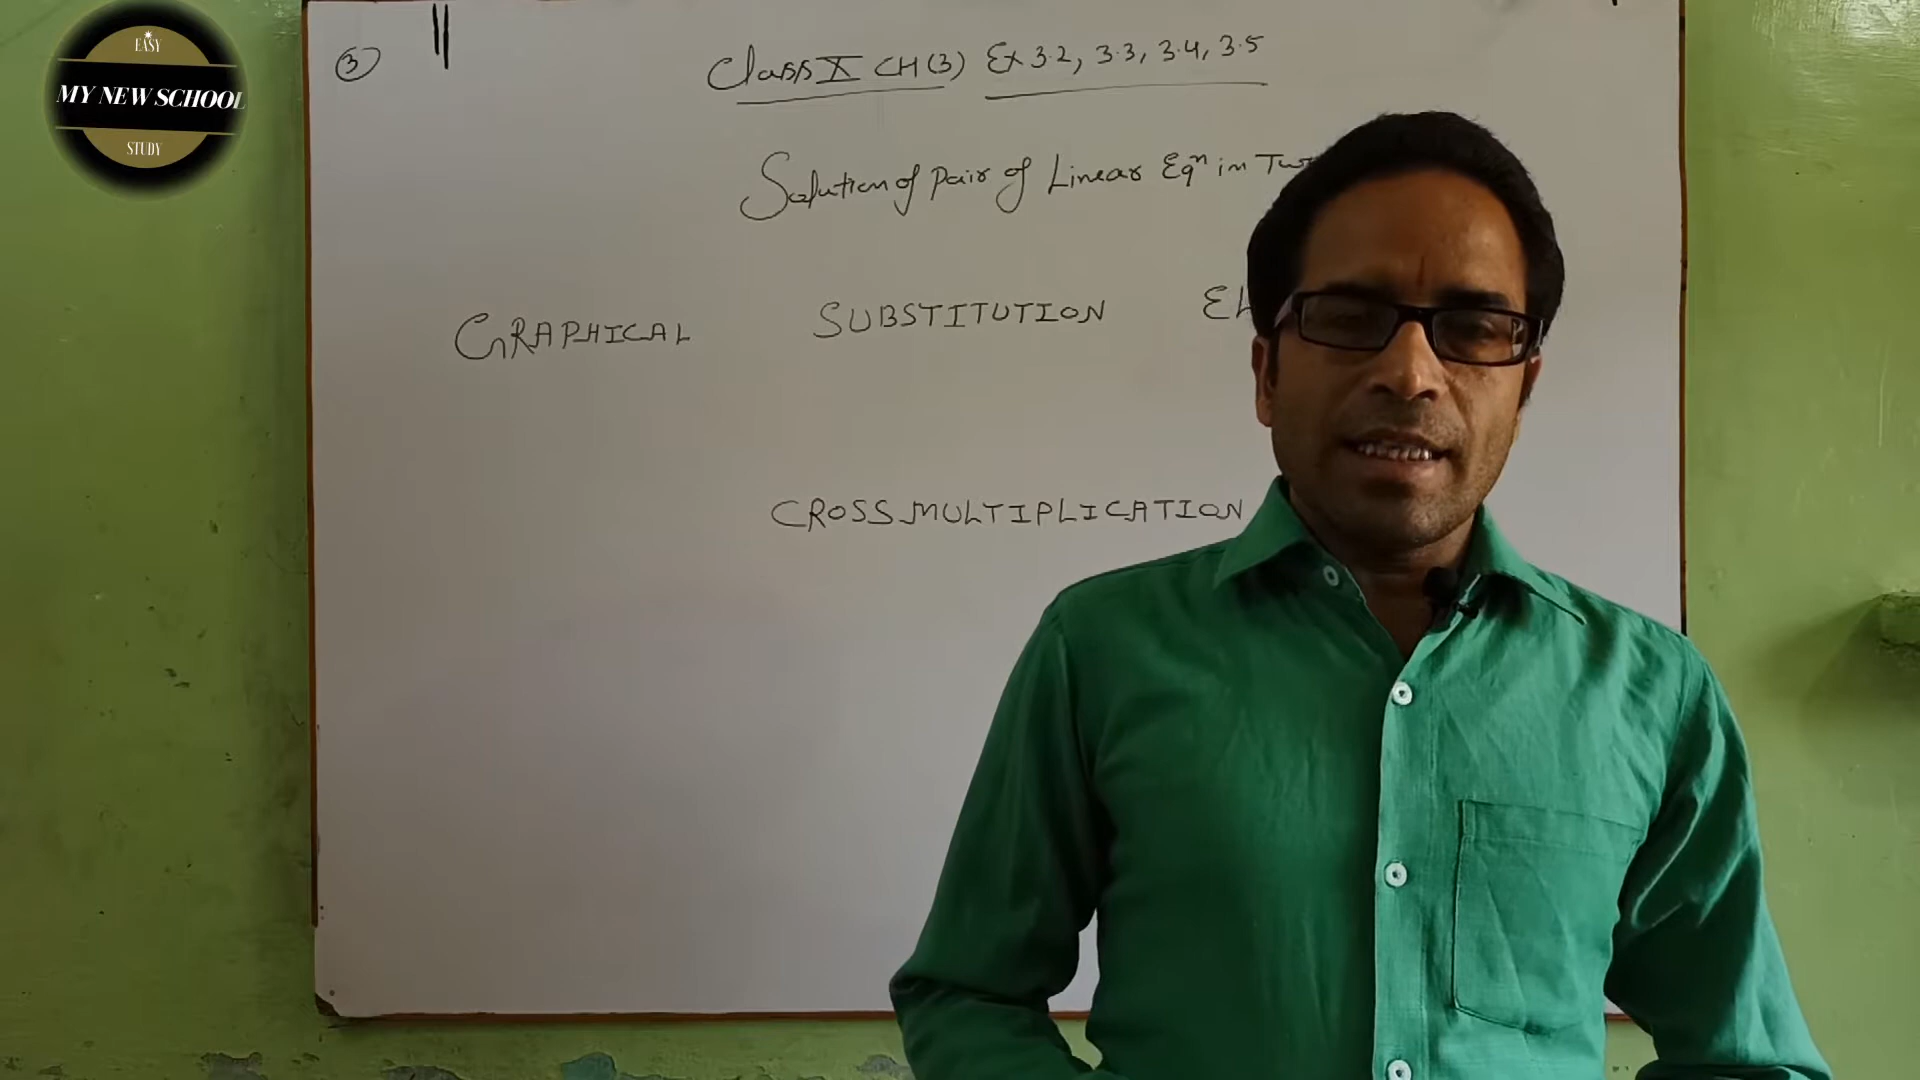 EASY
MY NEW SCHOOL
STUDY
3
Class X CH (3) Ex 3.2, 3.3, 3.4, 3.5
Solution of Pair of Linear Eqn in
GRAPHICAL SUBSTITUTION
CROSS MULTIPLICATION